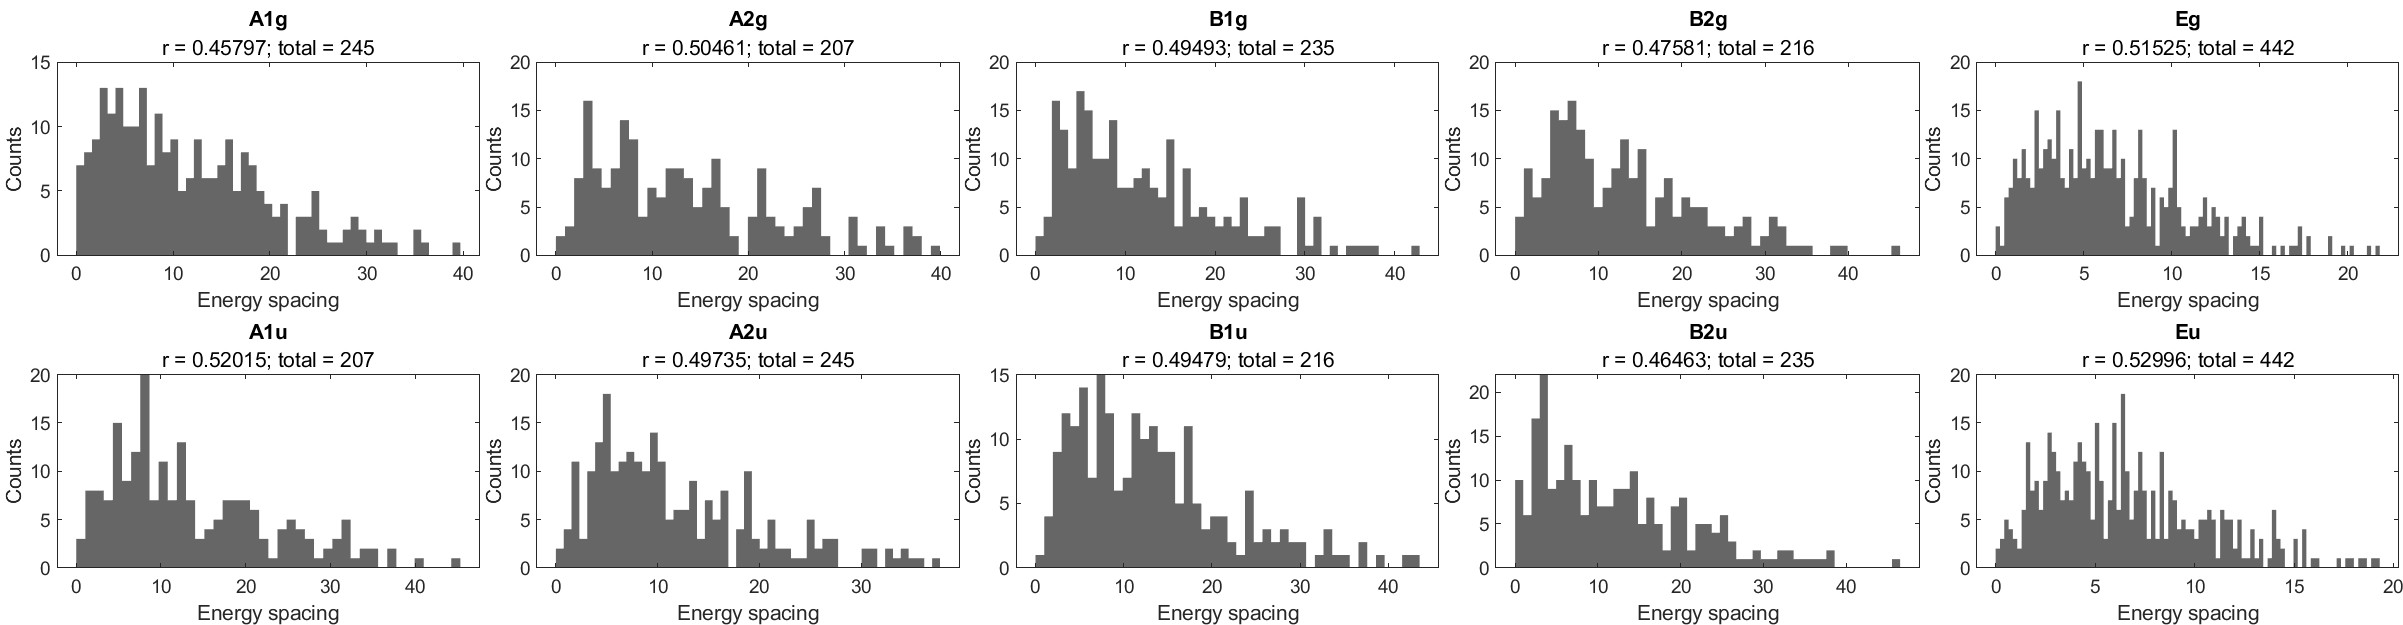 A1g
r = 0.45797; total = 245
15
10
5
0
Counts
0 10 20 30 40
Energy spacing
A2g
r = 0.50461; total = 207
20
15
10
5
0
Counts
0 10 20 30 40
Energy spacing
B1g
r = 0.49493; total = 235
20
15
10
5
0
Counts
0 10 20 30 40
Energy spacing
B2g
r = 0.47581; total = 216
20
15
10
5
0
Counts
0 10 20 30 40
Energy spacing
Eg
r = 0.51525; total = 442
20
15
10
5
0
Counts
0 5 10 15 20
Energy spacing
A1u
r = 0.52015; total = 207
20
15
10
5
0
Counts
0 10 20 30 40
Energy spacing
A2u
r = 0.49735; total = 245
20
15
10
5
0
Counts
0 10 20 30
Energy spacing
B1u
r = 0.49479; total = 216
15
10
5
0
Counts
0 10 20 30 40
Energy spacing
B2u
r = 0.46463; total = 235
20
15
10
5
0
Counts
0 10 20 30 40
Energy spacing
Eu
r = 0.52996; total = 442
20
15
10
5
0
Counts
0 5 10 15 20
Energy spacing